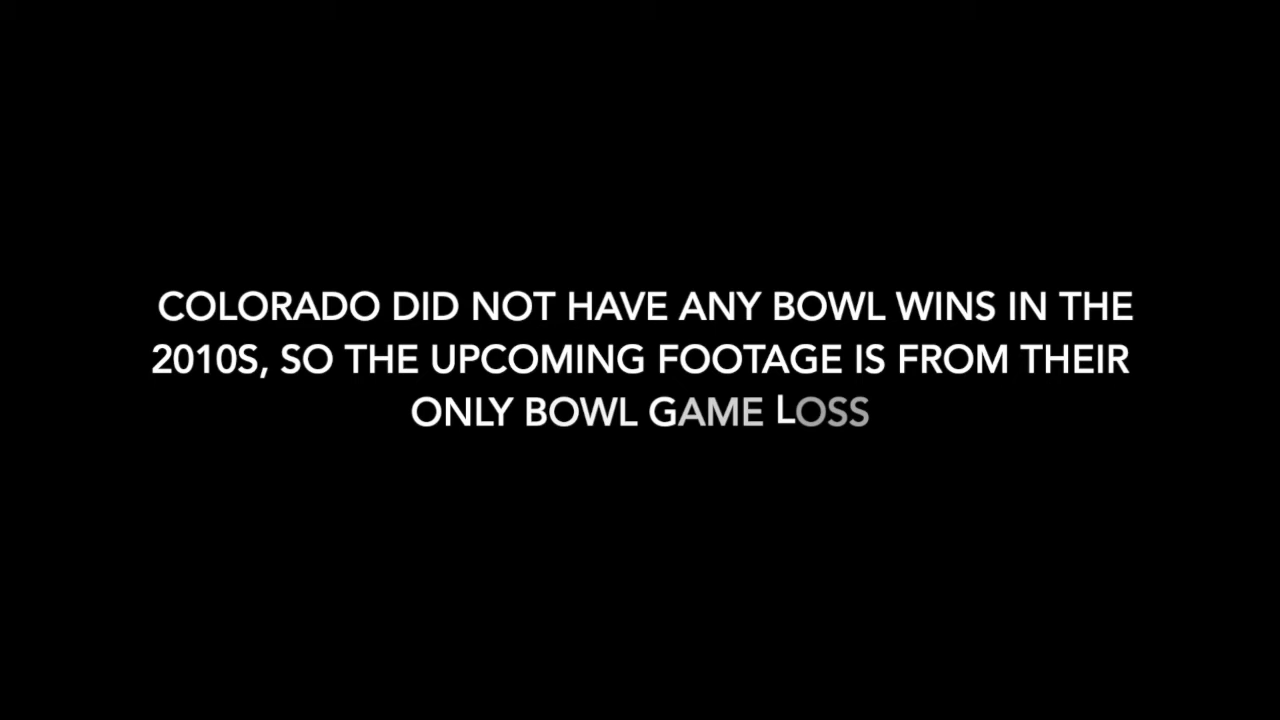 COLORADO DID NOT HAVE ANY BOWL WINS IN THE
2010S, SO THE UPCOMING FOOTAGE IS FROM THEIR
ONLY BOWL GAME LOSS